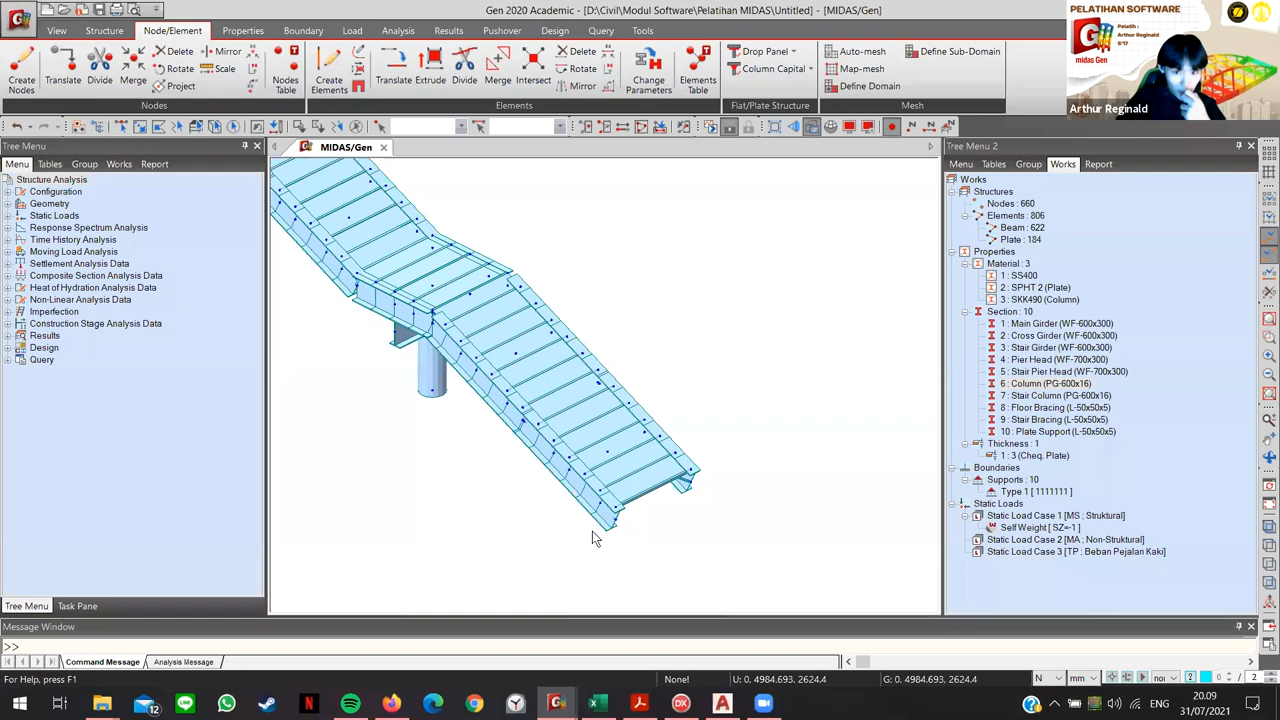 Gen 2020 Academic - [D:\Civil\Modul Software\Pelatihan MIDAS\Untitled] - [MIDAS/Gen]
View Structure Node/Element Properties Boundary Load Analysis Results Pushover Design Query Tools
Create Nodes
Translate
Divide
Merge
Delete
Rotate
Project
Mirror
Scale
Nodes Table
Nodes
Create Elements
Translate
Extrude
Divide
Merge
Intersect
Delete
Rotate
Mirror
Change Parameters
Elements Table
Elements
Drop Panel
Column Capital
Flat/Plate Structure
Auto-mesh
Map-mesh
Define Domain
Define Sub-Domain
Mesh
PELATIHAN SOFTWARE
Pelatih :
Arthur Reginald
S'17
midas Gen
Arthur Reginald
Tree Menu
Menu Tables Group Works Report
Structure Analysis
Configuration
Geometry
Static Loads
Response Spectrum Analysis
Time History Analysis
Moving Load Analysis
Settlement Analysis Data
Composite Section Analysis Data
Heat of Hydration Analysis Data
Non-Linear Analysis Data
Imperfection
Construction Stage Analysis Data
Results
Design
Query
Tree Menu Task Pane
MIDAS/Gen
Tree Menu 2
Menu Tables Group Works Report
Works
Structures
Nodes : 660
Elements : 806
Beam : 622
Plate : 184
Properties
Material : 3
1 : SS400
2 : SPHT 2 (Plate)
3 : SKK490 (Column)
Section : 10
1 : Main Girder (WF-600x300)
2 : Cross Girder (WF-600x300)
3 : Stair Girder (WF-600x300)
4 : Pier Head (WF-700x300)
5 : Stair Pier Head (WF-700x300)
6 : Column (PG-600x16)
7 : Stair Column (PG-600x16)
8 : Floor Bracing (L-50x50x5)
9 : Stair Bracing (L-50x50x5)
10 : Plate Support (L-50x50x5)
Thickness : 1
1 : 3 (Cheq. Plate)
Boundaries
Supports : 10
Type 1 [ 1111111 ]
Static Loads
Static Load Case 1 [MS ; Struktural]
Self Weight [ SZ=-1 ]
Static Load Case 2 [MA ; Non-Struktural]
Static Load Case 3 [TP ; Beban Pejalan Kaki]
Message Window
>>
Command Message Analysis Message
For Help, press F1
None!
U: 0, 4984.693, 2624.4
G: 0, 4984.693, 2624.4
N
mm
2
12
ENG
20.09
31/07/2021